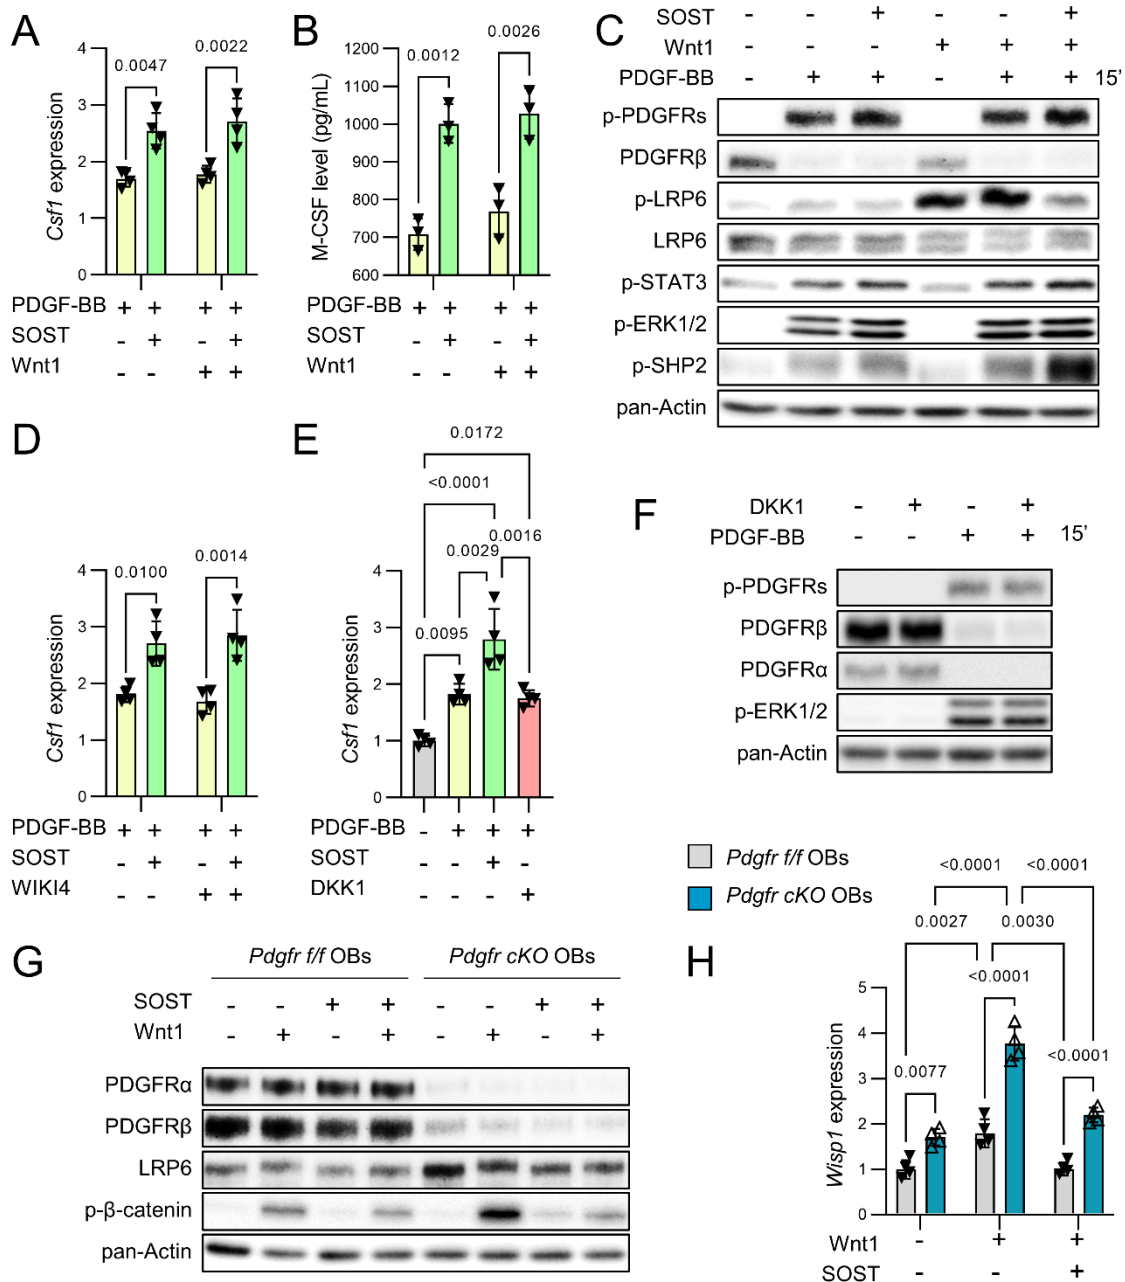 A
4
3
2
1
0
Csf1 expression
0.0047
0.0022
PDGF-BB + + + +
SOST - + - +
Wnt1 - - + +
B
1200
1100
1000
900
800
700
600
M-CSF level (pg/mL)
0.0012
0.0026
PDGF-BB + + + +
SOST - + - +
Wnt1 - - + +
C
SOST - - + - - +
Wnt1 - - - + + +
PDGF-BB - + + - + + 15'
p-PDGFRs
PDGFRβ
p-LRP6
LRP6
p-STAT3
p-ERK1/2
p-SHP2
pan-Actin
D
4
3
2
1
0
Csf1 expression
0.0100
0.0014
PDGF-BB + + + +
SOST - + - +
WIKI4 - - + +
E
4
3
2
1
0
Csf1 expression
0.0172
<0.0001
0.0016
0.0029
0.0095
PDGF-BB - + + +
SOST - - + -
DKK1 - - - +
F
DKK1 - + - +
PDGF-BB - - + + 15'
p-PDGFRs
PDGFRβ
PDGFRα
p-ERK1/2
pan-Actin
G
Pdgfr f/f OBs Pdgfr cKO OBs
SOST - - + + - - + +
Wnt1 - + - + - + - +
PDGFRα
PDGFRβ
LRP6
p-β-catenin
pan-Actin
Pdgfr f/f OBs
Pdgfr cKO OBs
H
5
4
3
2
1
0
Wisp1 expression
<0.0001 <0.0001
0.0027 0.0030
<0.0001
0.0077
<0.0001
Wnt1 - + +
SOST - - +